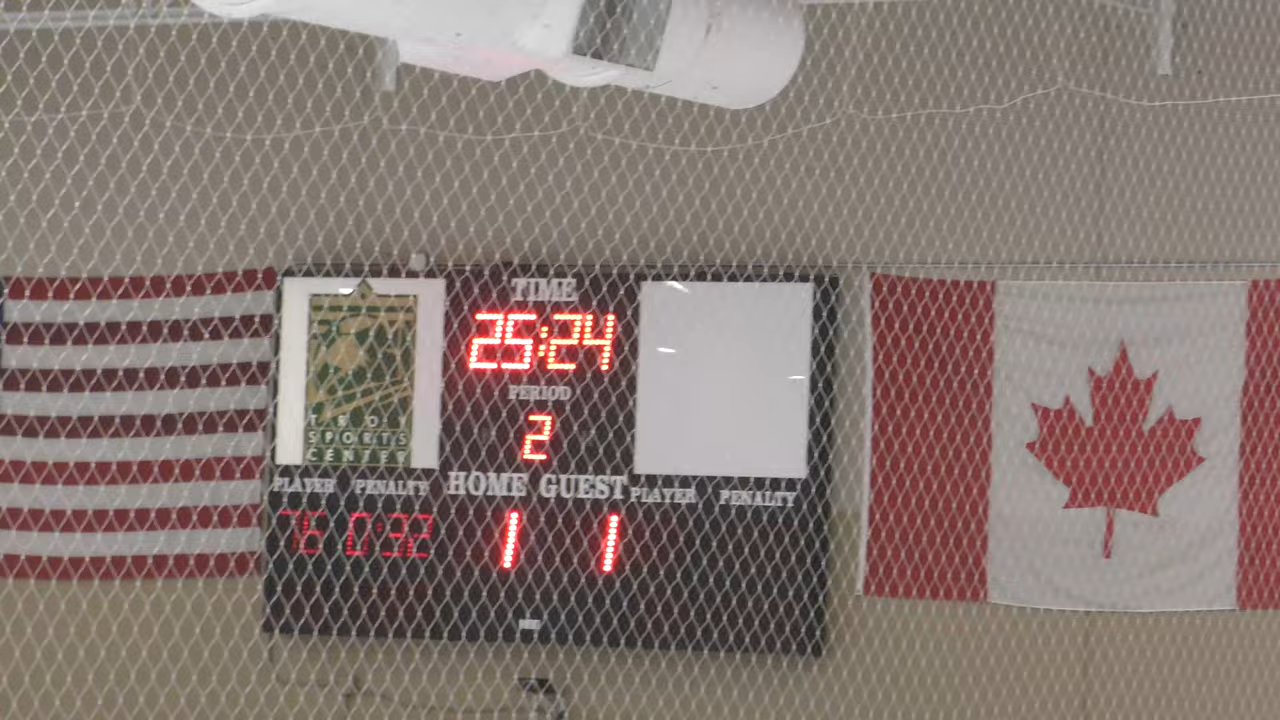 TIME
25:24
PERIOD
2
TROY
SPORTS
CENTER
HOME GUEST
PLAYER PENALTY
76 0:32
1 1
PLAYER PENALTY